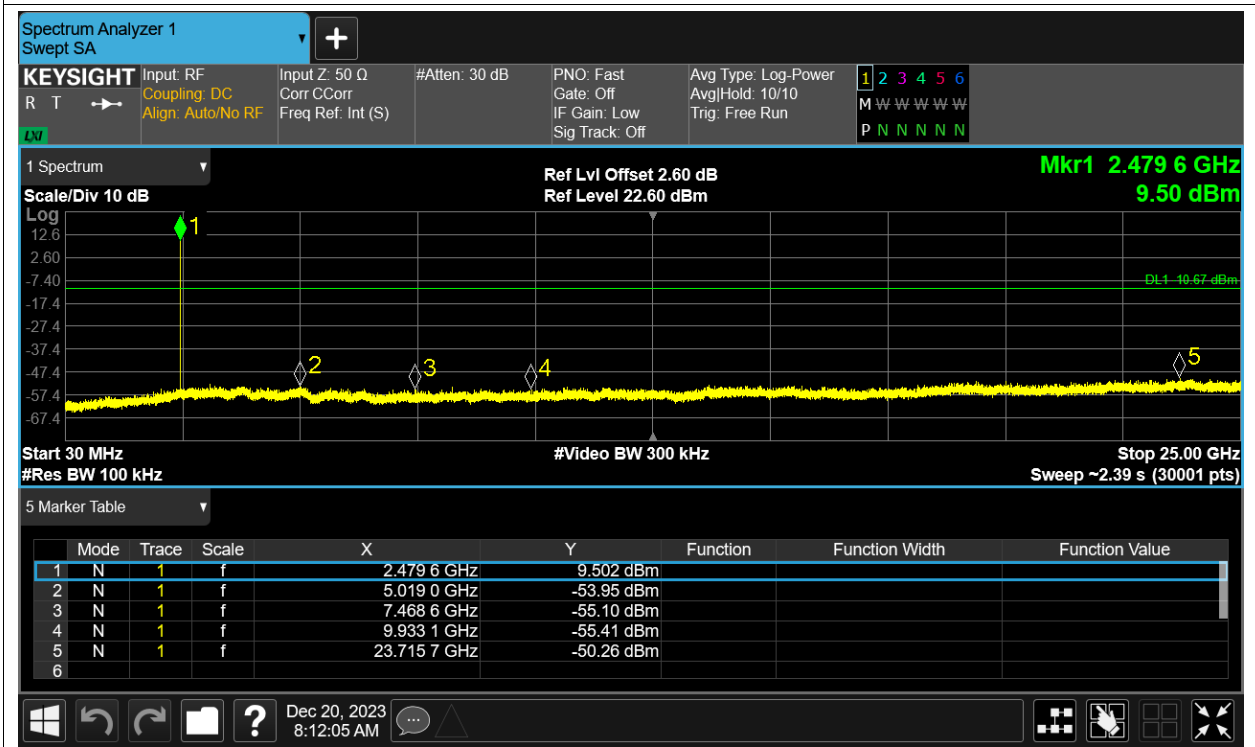 Spectrum Analyzer 1
Swept SA
KEYSIGHT Input: RF Input Z: 50 Ω #Atten: 30 dB PNO: Fast Avg Type: Log-Power 1 2 3 4 5 6
R T Coupling: DC Corr CCorr Gate: Off Avg|Hold: 10/10 M W W W W W
Align: Auto/No RF Freq Ref: Int (S) IF Gain: Low Trig: Free Run
LXI Sig Track: Off P N N N N N
1 Spectrum Ref Lvl Offset 2.60 dB Mkr1 2.479 6 GHz
Scale/Div 10 dB Ref Level 22.60 dBm 9.50 dBm
Log
1
12.6
2.60
-7.40 DL1 -10.67 dBm
-17.4
-27.4
-37.4
-47.4 2 3 4 5
-57.4
-67.4
Start 30 MHz #Video BW 300 kHz Stop 25.00 GHz
#Res BW 100 kHz Sweep ~2.39 s (30001 pts)
5 Marker Table
Mode Trace Scale X Y Function Function Width Function Value
1 N 1 f 2.479 6 GHz 9.502 dBm
2 N 1 f 5.019 0 GHz -53.95 dBm
3 N 1 f 7.468 6 GHz -55.10 dBm
4 N 1 f 9.933 1 GHz -55.41 dBm
5 N 1 f 23.715 7 GHz -50.26 dBm
6
? Dec 20, 2023
8:12:05 AM